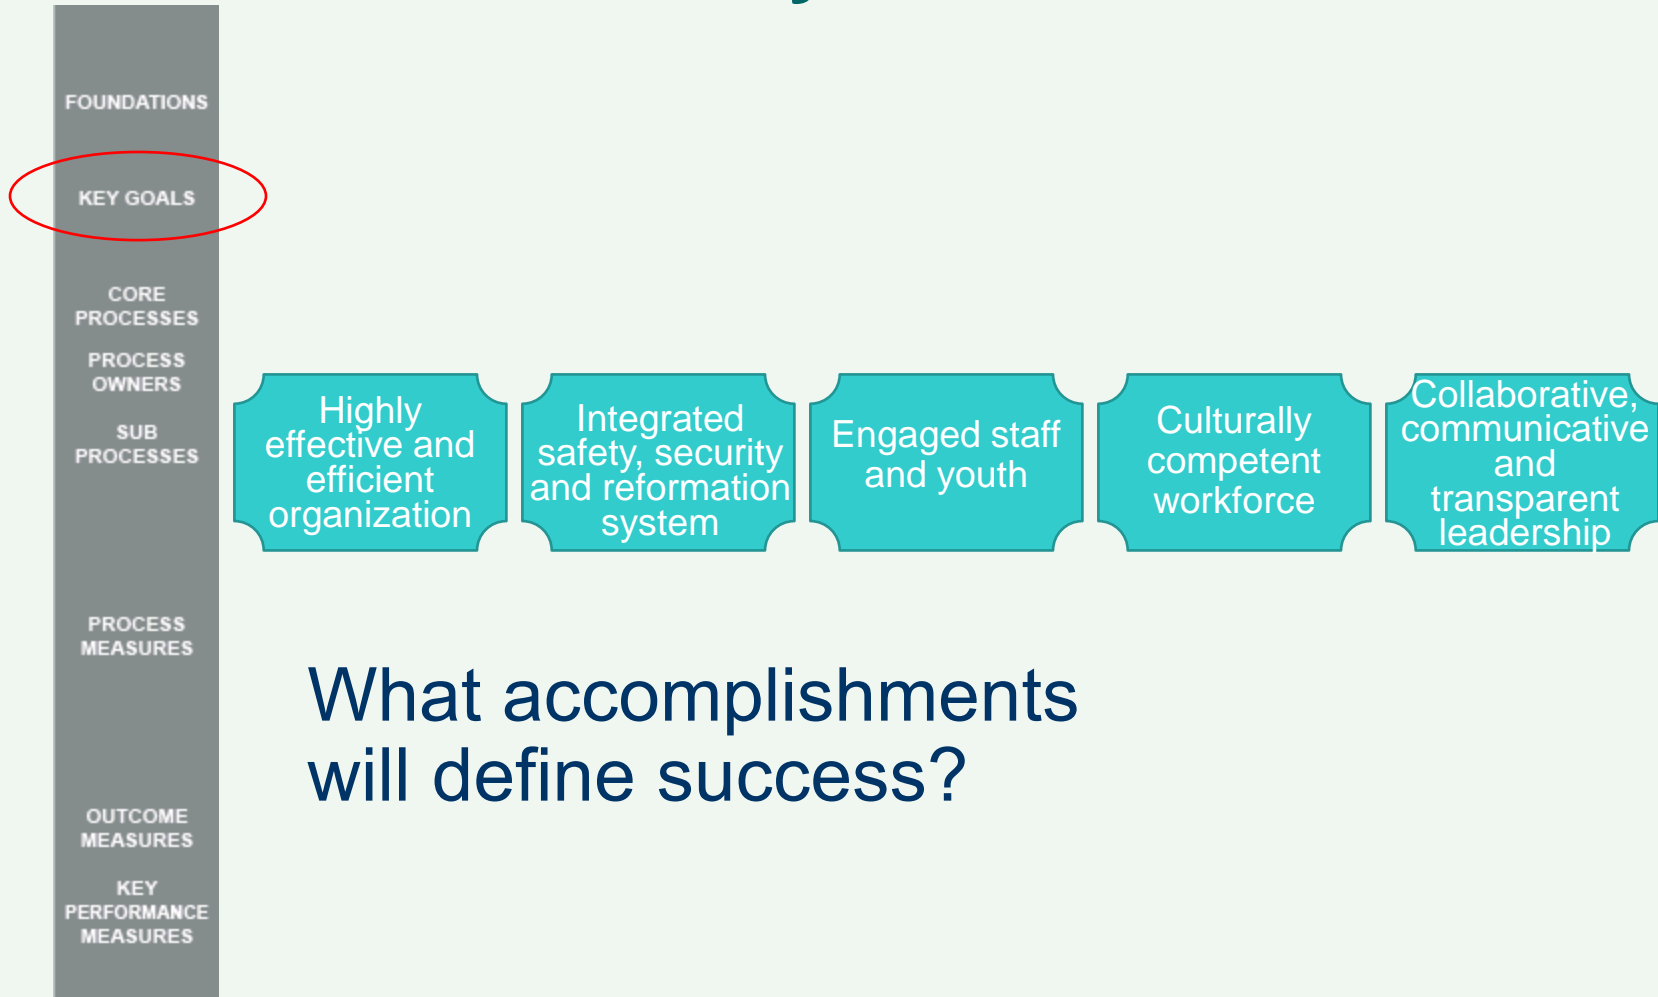 FOUNDATIONS
KEY GOALS
CORE
PROCESSES
PROCESS
OWNERS
SUB
PROCESSES
PROCESS
MEASURES
OUTCOME
MEASURES
KEY
PERFORMANCE
MEASURES
Highly
effective and
efficient
organization
Integrated
safety, security
and reformation
system
Engaged staff
and youth
Culturally
competent
workforce
Collaborative,
communicative
and
transparent
leadership
What accomplishments
will define success?